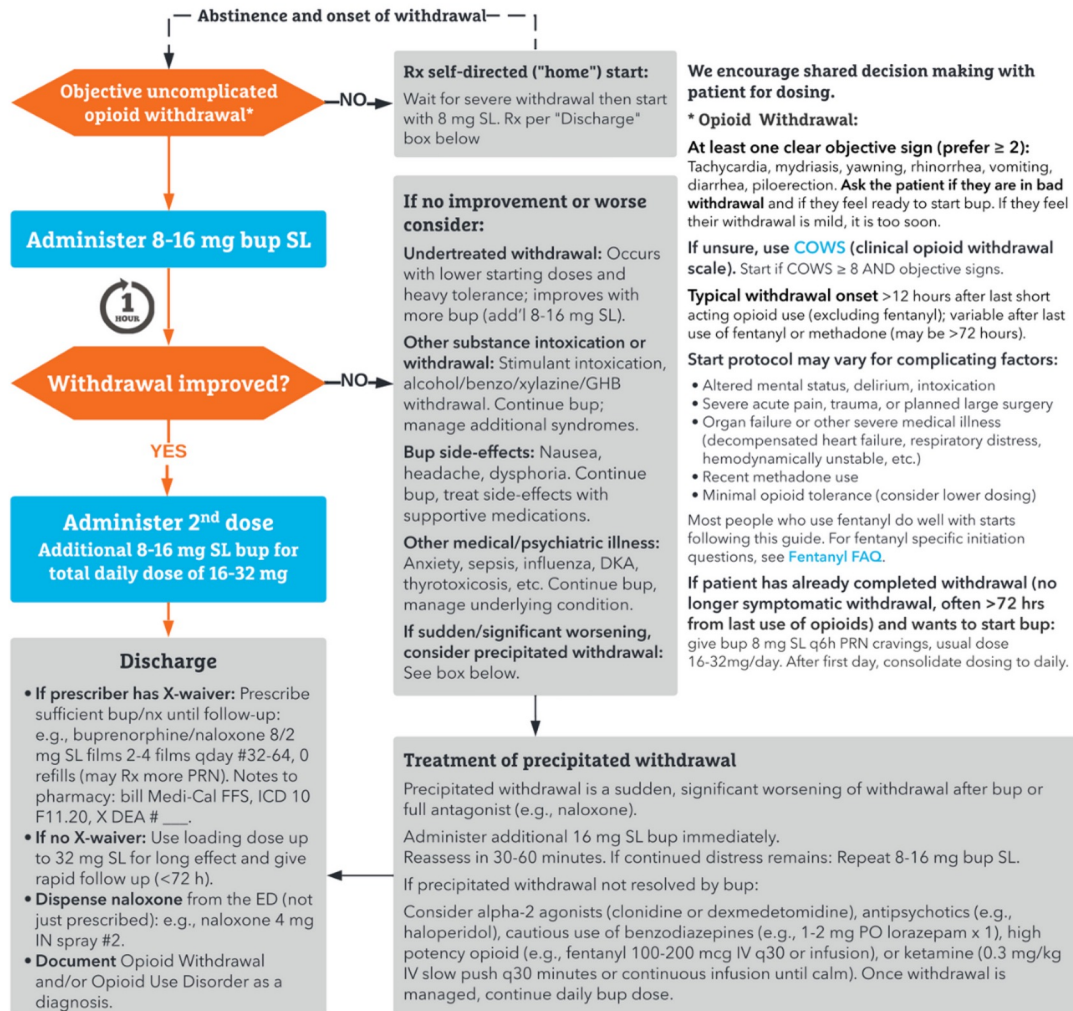 Abstinence and onset of withdrawal
Objective uncomplicated
opioid withdrawal*
NO
Rx self-directed ("home") start:
Wait for severe withdrawal then start
with 8 mg SL. Rx per "Discharge"
box below
Administer 8-16 mg bup SL
1
HOUR
Withdrawal improved?
NO
If no improvement or worse
consider:
Undertreated withdrawal: Occurs
with lower starting doses and
heavy tolerance; improves with
more bup (add'l 8-16 mg SL).
Other substance intoxication or
withdrawal: Stimulant intoxication,
alcohol/benzo/xylazine/GHB
withdrawal. Continue bup;
manage additional syndromes.
Bup side-effects: Nausea,
headache, dysphoria. Continue
bup, treat side-effects with
supportive medications.
Other medical/psychiatric illness:
Anxiety, sepsis, influenza, DKA,
thyrotoxicosis, etc. Continue bup,
manage underlying condition.
If sudden/significant worsening,
consider precipitated withdrawal:
See box below.
YES
Administer 2nd dose
Additional 8-16 mg SL bup for
total daily dose of 16-32 mg
Discharge
• If prescriber has X-waiver: Prescribe
sufficient bup/nx until follow-up:
e.g., buprenorphine/naloxone 8/2
mg SL films 2-4 films qday #32-64, 0
refills (may Rx more PRN). Notes to
pharmacy: bill Medi-Cal FFS, ICD 10
F11.20, X DEA # ___.
• If no X-waiver: Use loading dose up
to 32 mg SL for long effect and give
rapid follow up (<72 h).
• Dispense naloxone from the ED (not
just prescribed): e.g., naloxone 4 mg
IN spray #2.
• Document Opioid Withdrawal
and/or Opioid Use Disorder as a
diagnosis.
Treatment of precipitated withdrawal
Precipitated withdrawal is a sudden, significant worsening of withdrawal after bup or
full antagonist (e.g., naloxone).
Administer additional 16 mg SL bup immediately.
Reassess in 30-60 minutes. If continued distress remains: Repeat 8-16 mg bup SL.
If precipitated withdrawal not resolved by bup:
Consider alpha-2 agonists (clonidine or dexmedetomidine), antipsychotics (e.g.,
haloperidol), cautious use of benzodiazepines (e.g., 1-2 mg PO lorazepam x 1), high
potency opioid (e.g., fentanyl 100-200 mcg IV q30 or infusion), or ketamine (0.3 mg/kg
IV slow push q30 minutes or continuous infusion until calm). Once withdrawal is
managed, continue daily bup dose.
We encourage shared decision making with
patient for dosing.
* Opioid Withdrawal:
At least one clear objective sign (prefer ≥ 2):
Tachycardia, mydriasis, yawning, rhinorrhea, vomiting,
diarrhea, piloerection. Ask the patient if they are in bad
withdrawal and if they feel ready to start bup. If they feel
their withdrawal is mild, it is too soon.
If unsure, use COWS (clinical opioid withdrawal
scale). Start if COWS ≥ 8 AND objective signs.
Typical withdrawal onset >12 hours after last short
acting opioid use (excluding fentanyl); variable after last
use of fentanyl or methadone (may be >72 hours).
Start protocol may vary for complicating factors:
• Altered mental status, delirium, intoxication
• Severe acute pain, trauma, or planned large surgery
• Organ failure or other severe medical illness
(decompensated heart failure, respiratory distress,
hemodynamically unstable, etc.)
• Recent methadone use
• Minimal opioid tolerance (consider lower dosing)
Most people who use fentanyl do well with starts
following this guide. For fentanyl specific initiation
questions, see Fentanyl FAQ.
If patient has already completed withdrawal (no
longer symptomatic withdrawal, often >72 hrs
from last use of opioids) and wants to start bup:
give bup 8 mg SL q6h PRN cravings, usual dose
16-32mg/day. After first day, consolidate dosing to daily.